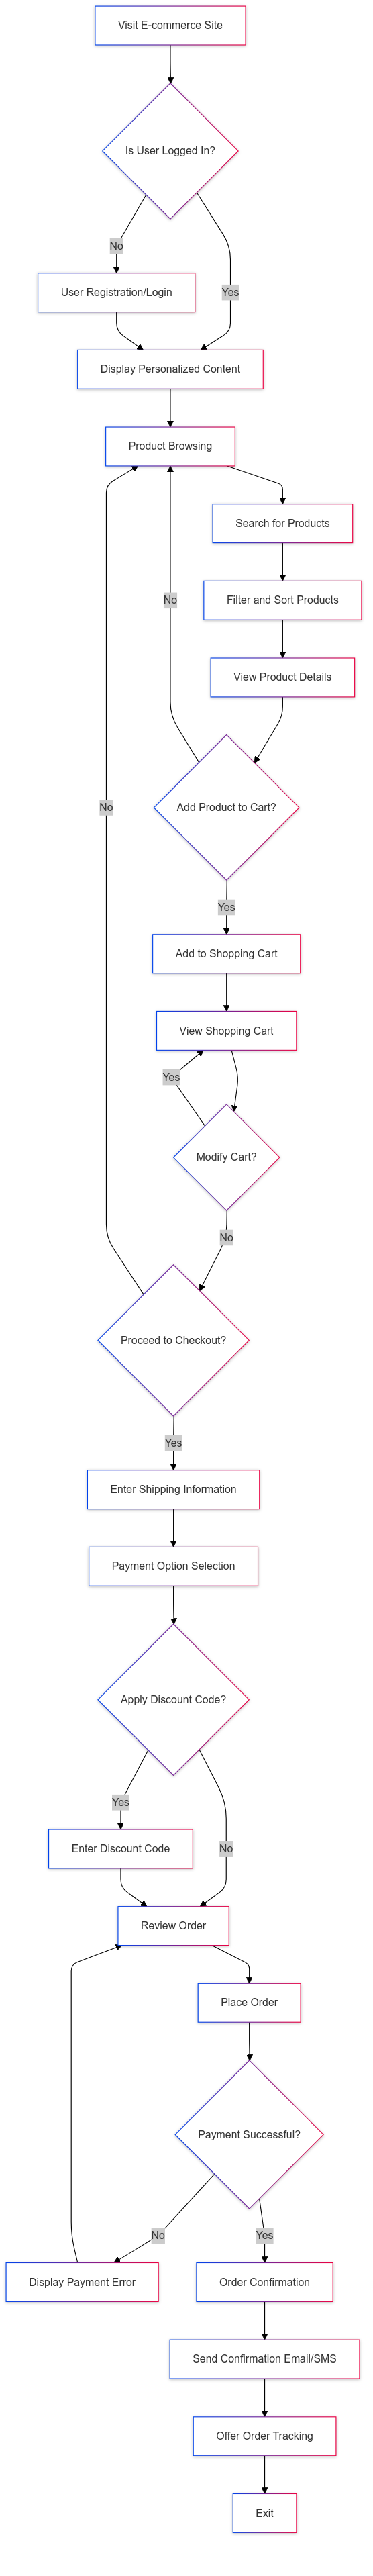 Visit E-commerce Site
Is User Logged In?
No
User Registration/Login
Yes
Display Personalized Content
Product Browsing
Search for Products
Filter and Sort Products
No
View Product Details
Add Product to Cart?
No
Yes
Add to Shopping Cart
View Shopping Cart
Yes
Modify Cart?
No
Proceed to Checkout?
Yes
Enter Shipping Information
Payment Option Selection
Apply Discount Code?
Yes
Enter Discount Code
No
Review Order
Place Order
Payment Successful?
No
Yes
Display Payment Error
Order Confirmation
Send Confirmation Email/SMS
Offer Order Tracking
Exit